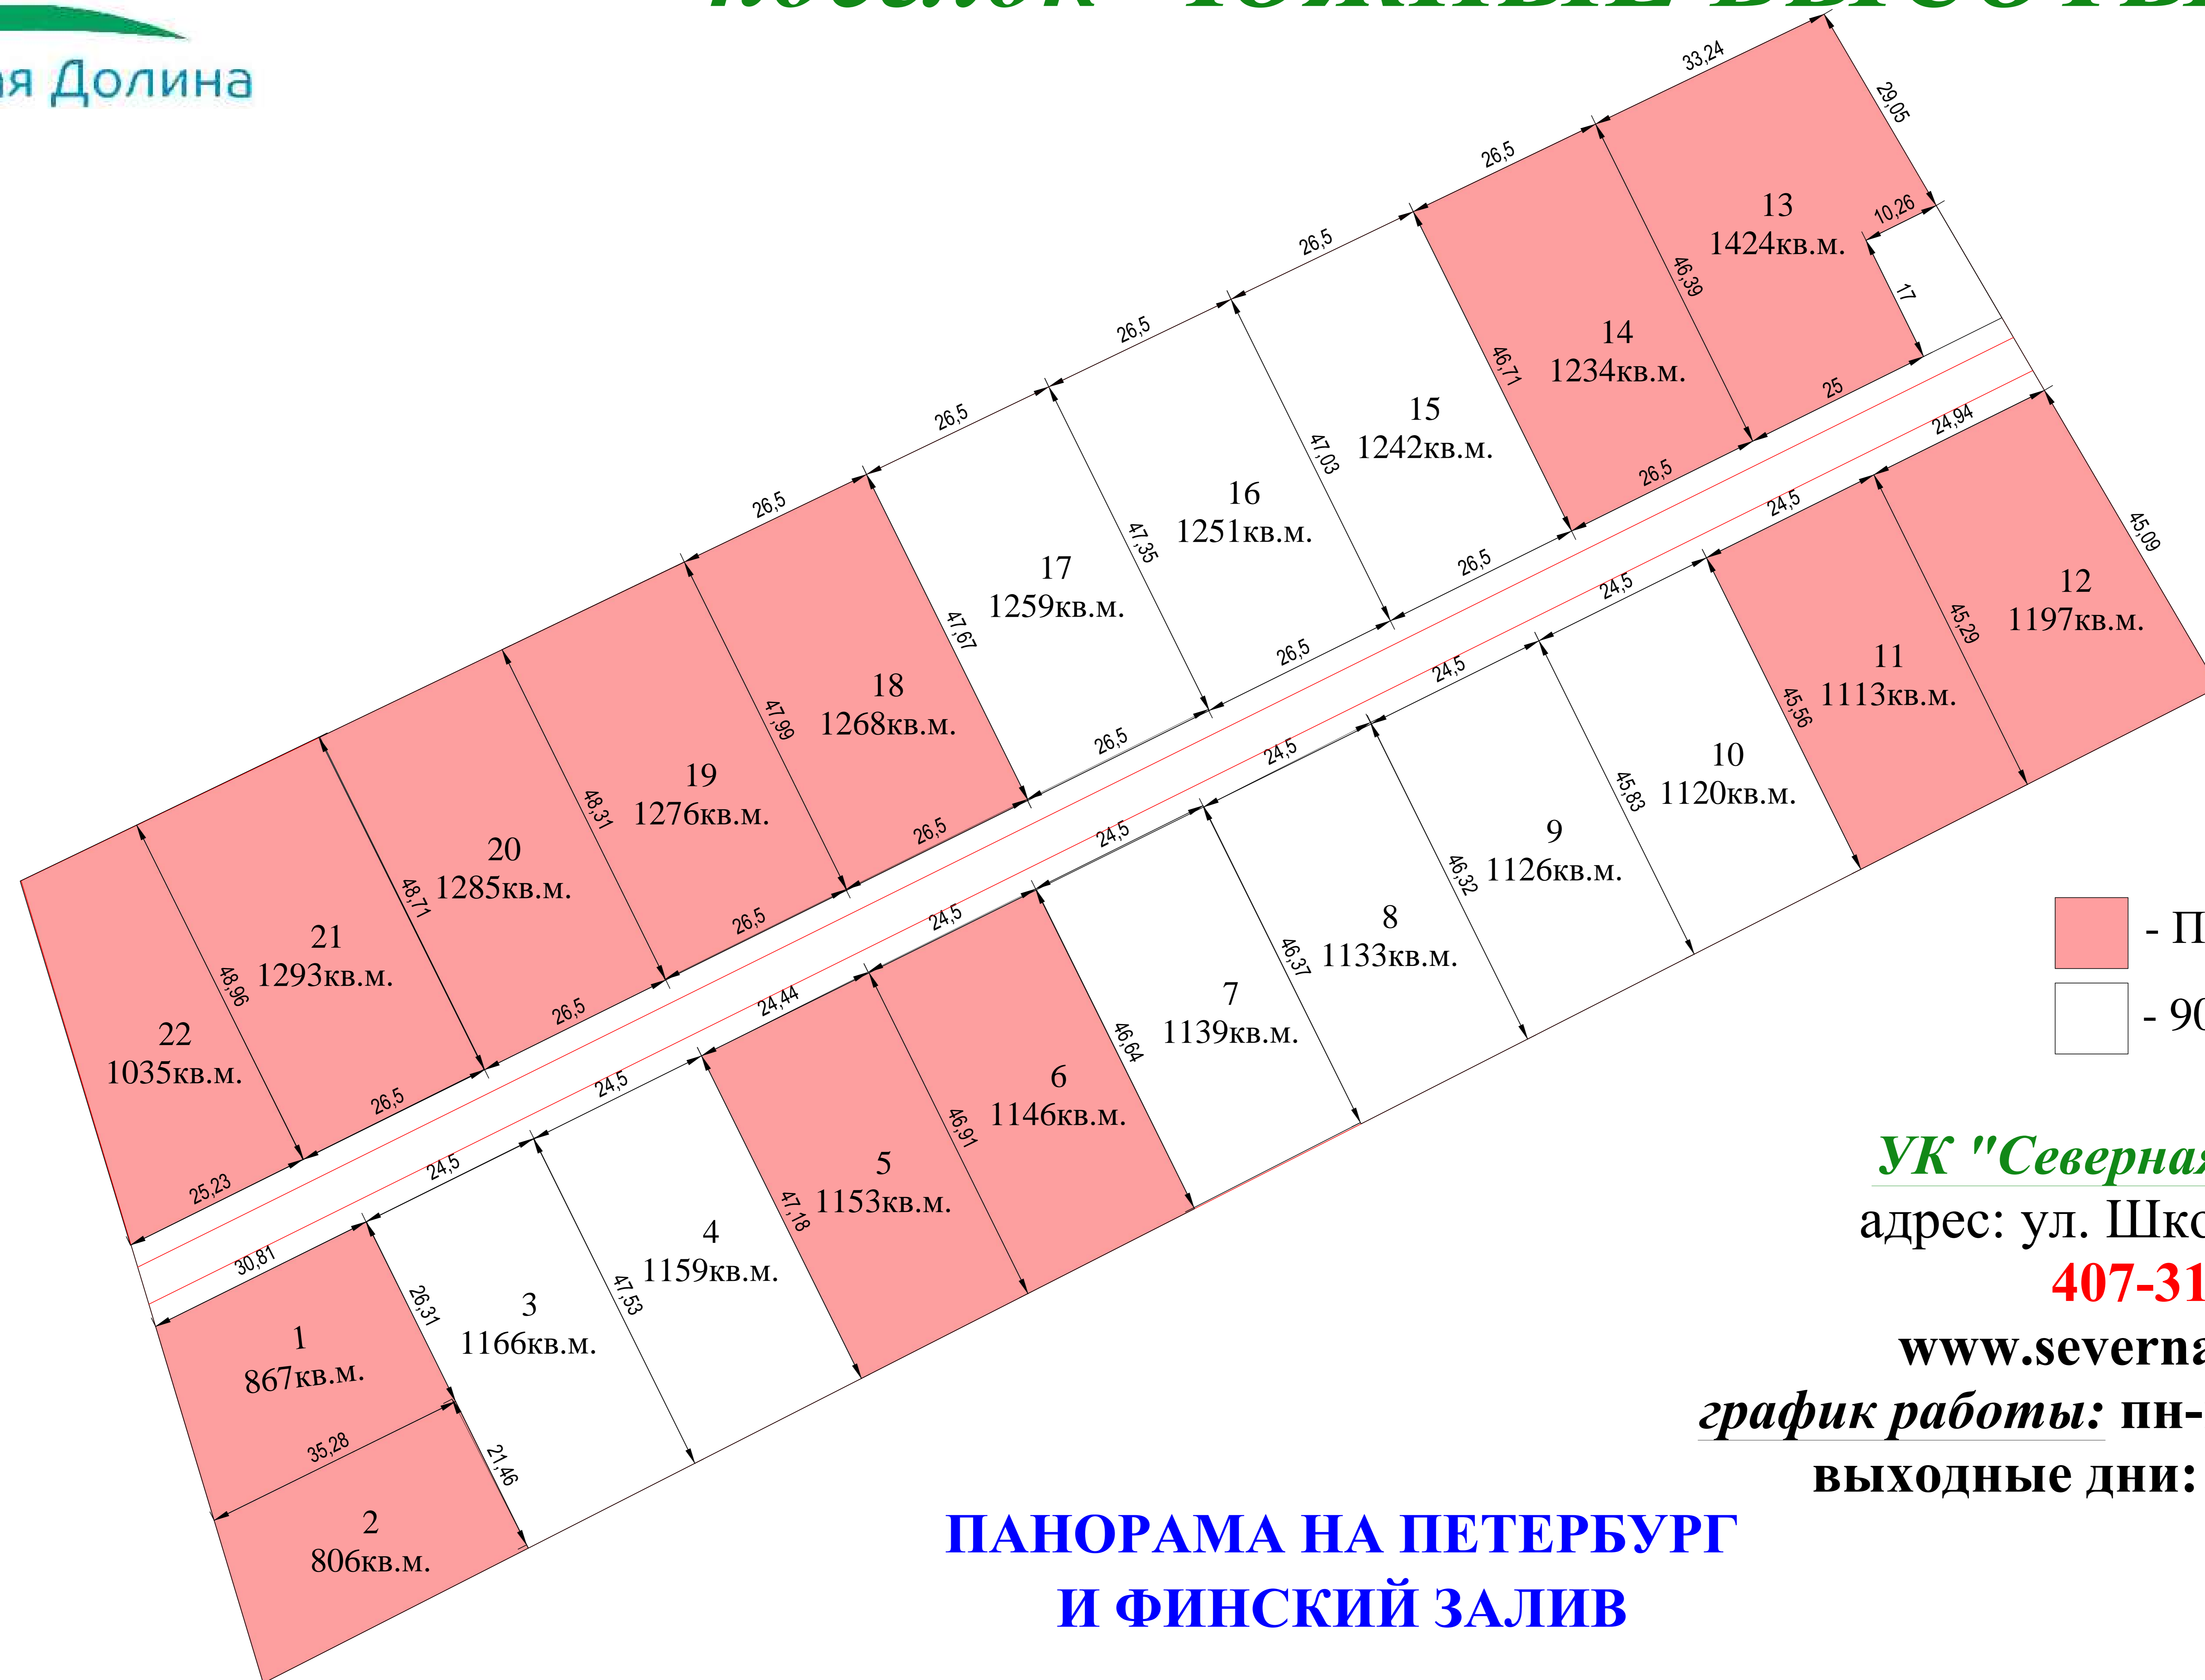 поселок "ЮЖНЫЕ ВЫСОТЫ
Долина
33,24
29,05
26,5
13
1424кв.м.
10,26
17
46,39
25
26,5
14
1234кв.м.
46,71
26,5
26,5
15
1242кв.м.
47,03
26,5
26,5
16
1251кв.м.
47,35
26,5
26,5
17
1259кв.м.
47,67
26,5
26,5
18
1268кв.м.
47,99
26,5
19
1276кв.м.
48,31
26,5
20
1285кв.м.
48,71
26,5
21
1293кв.м.
48,96
26,5
22
1035кв.м.
25,23
24,94
45,09
12
1197кв.м.
45,29
24,5
11
1113кв.м.
45,56
24,5
10
1120кв.м.
45,83
24,5
9
1126кв.м.
46,32
24,5
8
1133кв.м.
46,37
24,5
7
1139кв.м.
46,64
24,5
6
1146кв.м.
46,91
24,44
5
1153кв.м.
47,18
24,5
4
1159кв.м.
47,53
24,5
3
1166кв.м.
30,81
26,31
1
867кв.м.
35,28
21,46
2
806кв.м.
- П
- 90
УК "Северная
адрес: ул. Шко
407-31
www.severna
график работы: пн-
выходные дни:
ПАНОРАМА НА ПЕТЕРБУРГ
И ФИНСКИЙ ЗАЛИВ